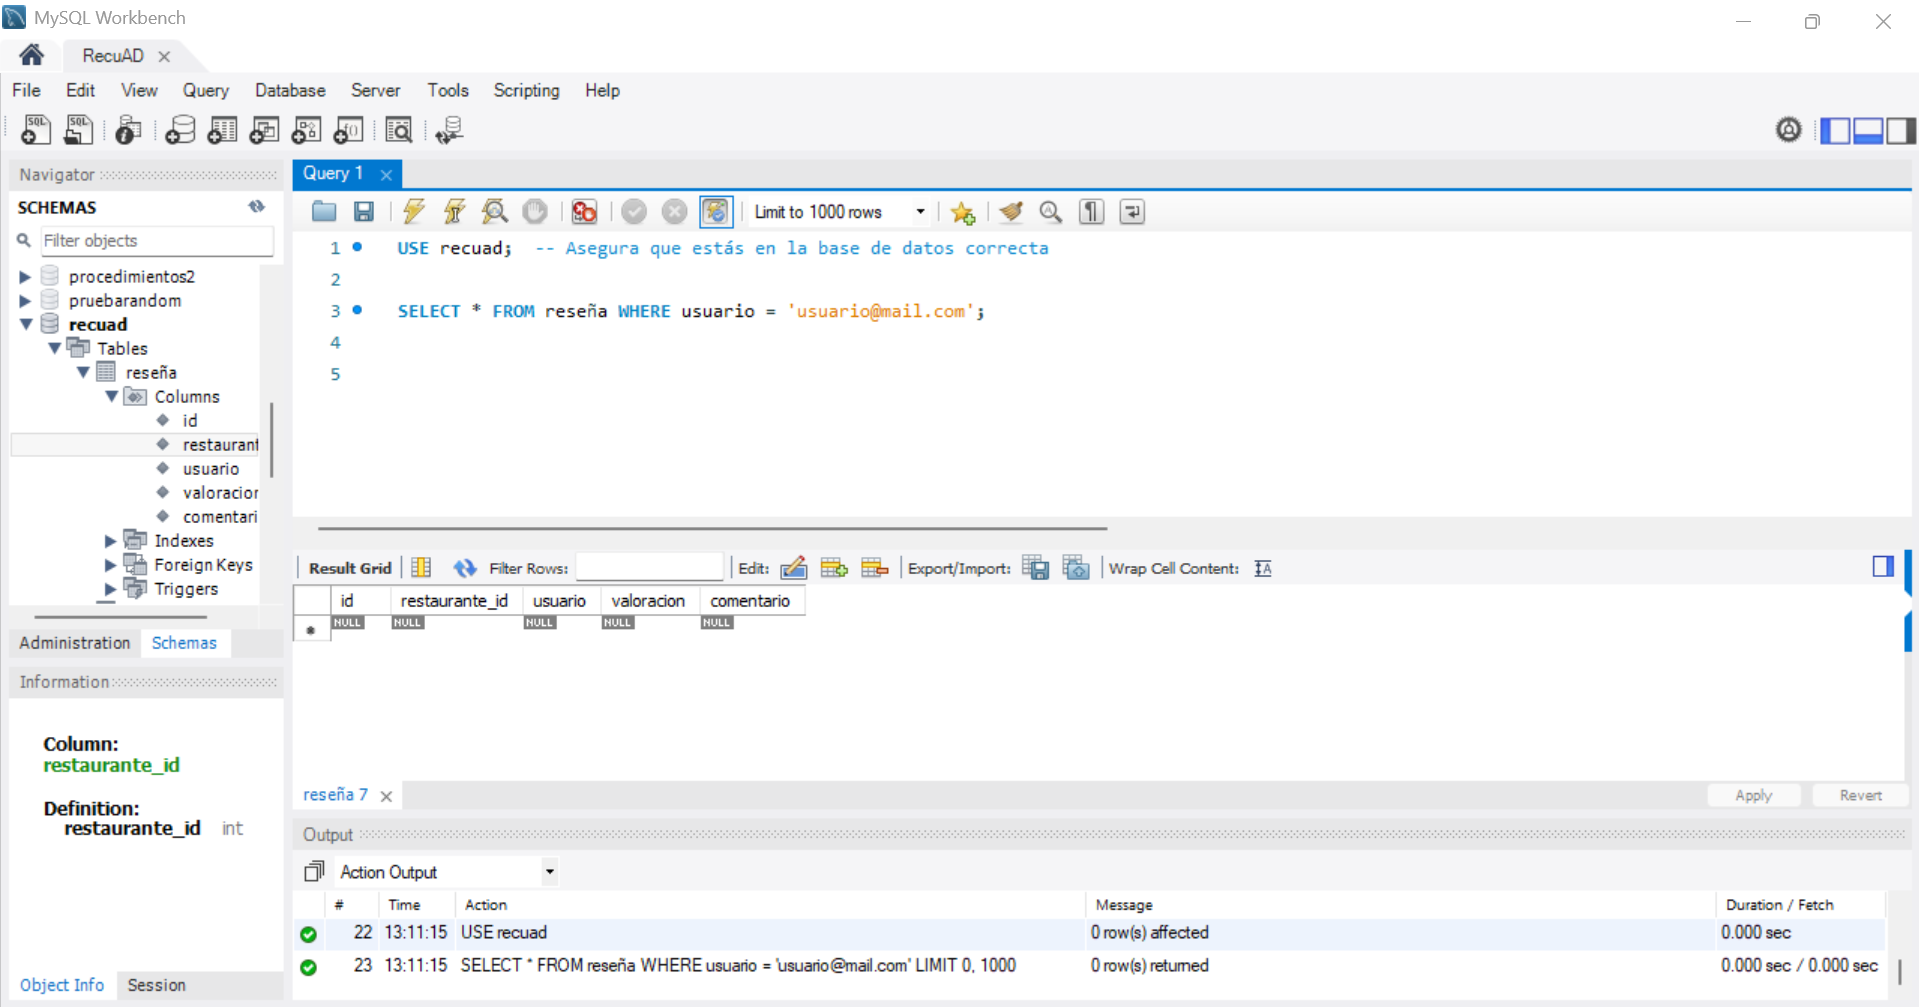 MySQL Workbench
RecuAD
File Edit View Query Database Server Tools Scripting Help
Navigator
SCHEMAS
Filter objects
procedimientos2
pruebarandom
recuad
Tables
reseña
Columns
id
restaurant
usuario
valoracion
comentari
Indexes
Foreign Keys
Triggers
Administration Schemas
Information
Column:
restaurante_id
Definition:
restaurante_id int
Object Info Session
Query 1
Limit to 1000 rows
1 USE recuad; -- Asegura que estás en la base de datos correcta
2
3 SELECT * FROM reseña WHERE usuario = 'usuario@mail.com';
4
5
Result Grid Filter Rows: Edit: Export/Import: Wrap Cell Content:
id restaurante_id usuario valoracion comentario
NULL NULL NULL NULL NULL
reseña 7
Apply Revert
Output
Action Output
# Time Action Message Duration / Fetch
22 13:11:15 USE recuad 0 row(s) affected 0.000 sec
23 13:11:15 SELECT * FROM reseña WHERE usuario = 'usuario@mail.com' LIMIT 0, 1000 0 row(s) returned 0.000 sec / 0.000 sec